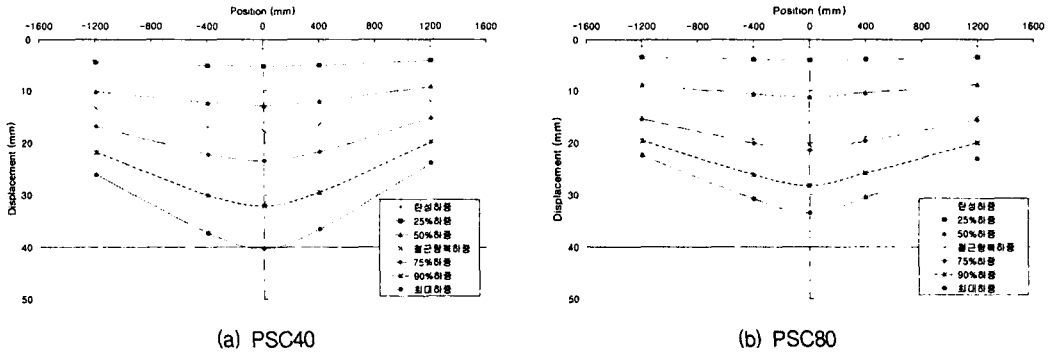 Position (mm)
-1600 -1200 -800 -400 0 400 800 1200 1600
0
10
20
30
40
50
Displacement (mm)
탄성하중
25%하중
50%하중
철근항복하중
75%하중
90%하중
최대하중
(a) PSC40
Position (mm)
-1600 -1200 -800 -400 0 400 800 1200 1600
0
10
20
30
40
50
Displacement (mm)
탄성하중
25%하중
50%하중
철근항복하중
75%하중
90%하중
최대하중
(b) PSC80